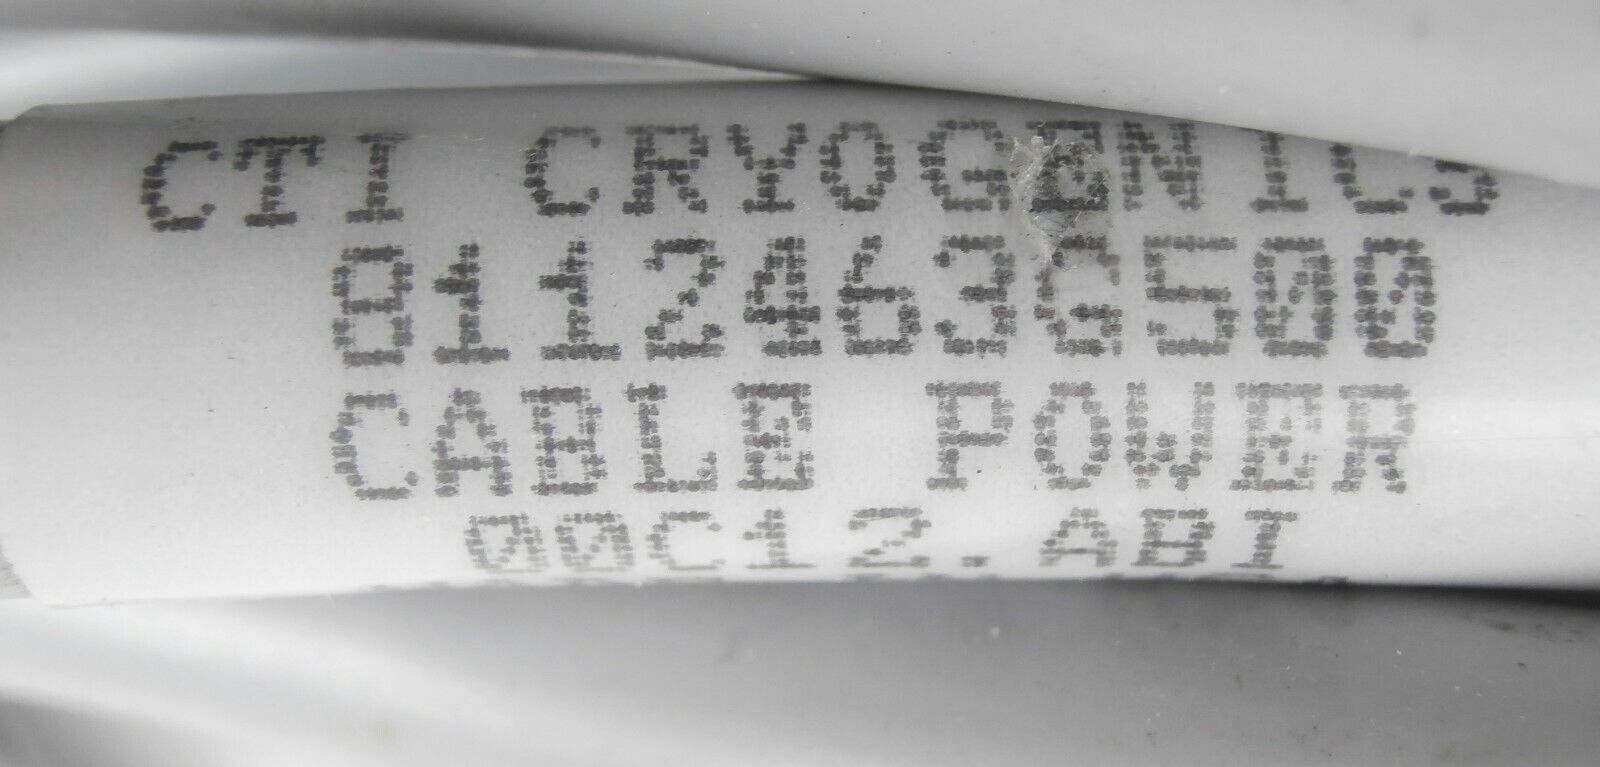 CTI CRYOGENICS
8112463G500
CABLE POWER
00C12.ABI